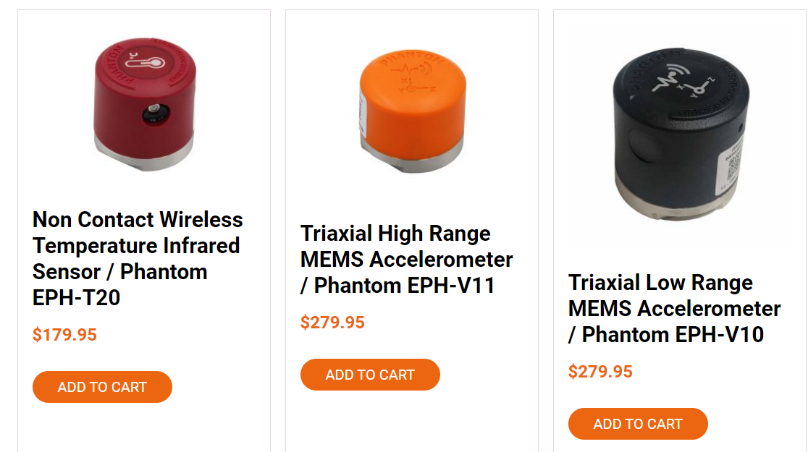 PHANTOM
°C
Non Contact Wireless
Temperature Infrared
Sensor / Phantom
EPH-T20
$179.95
ADD TO CART
PHANTOM
X
Triaxial High Range
MEMS Accelerometer
/ Phantom EPH-V11
$279.95
ADD TO CART
X
Y
Z
Triaxial Low Range
MEMS Accelerometer
/ Phantom EPH-V10
$279.95
ADD TO CART